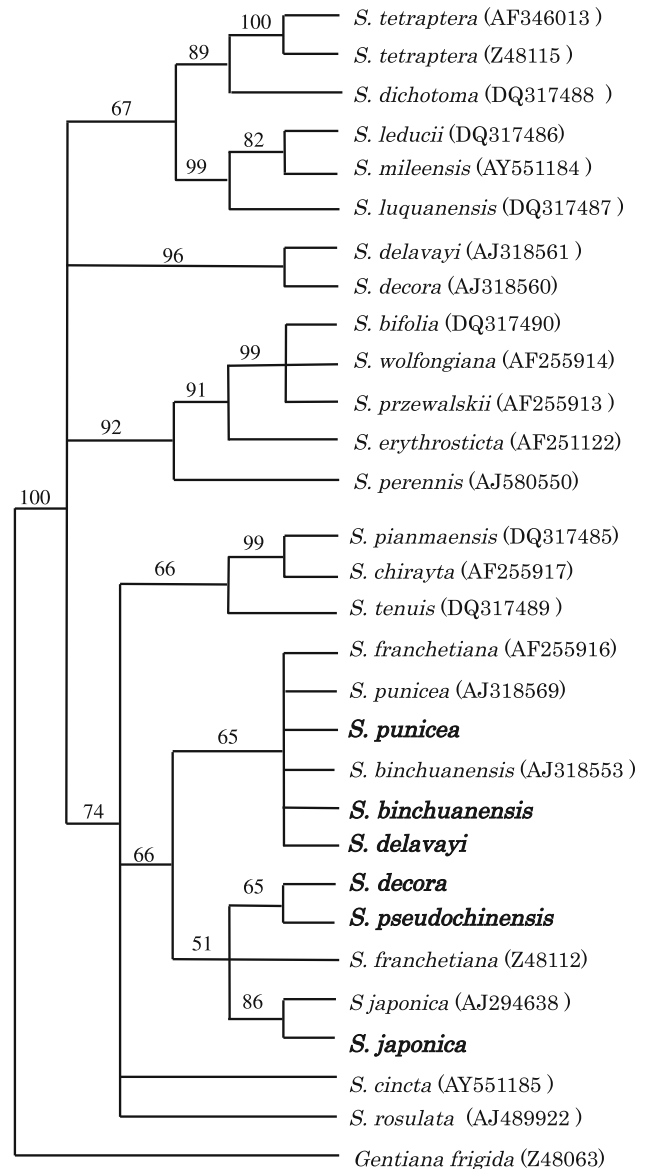 100
S. tetraptera (AF346013 )
89
S. tetraptera (Z48115 )
S. dichotoma (DQ317488 )
67
S. leducii (DQ317486)
82
S. mileensis (AY551184 )
99
S. luquanensis (DQ317487 )
S. delavayi (AJ318561 )
96
S. decora (AJ318560)
S. bifolia (DQ317490)
99
S. wolfongiana (AF255914)
91
S. przewalskii (AF255913 )
92
S. erythrosticta (AF251122)
S. perennis (AJ580550)
100
S. pianmaensis (DQ317485)
99
66
S. chirayta (AF255917)
S. tenuis (DQ317489 )
S. franchetiana (AF255916)
S. punicea (AJ318569)
65
S. punicea
S. binchuanensis (AJ318553 )
74
S. binchuanensis
66
S. delavayi
65
S. decora
S. pseudochinensis
51
S. franchetiana (Z48112)
86
S japonica (AJ294638 )
S. japonica
S. cincta (AY551185 )
S. rosulata (AJ489922 )
Gentiana frigida (Z48063)